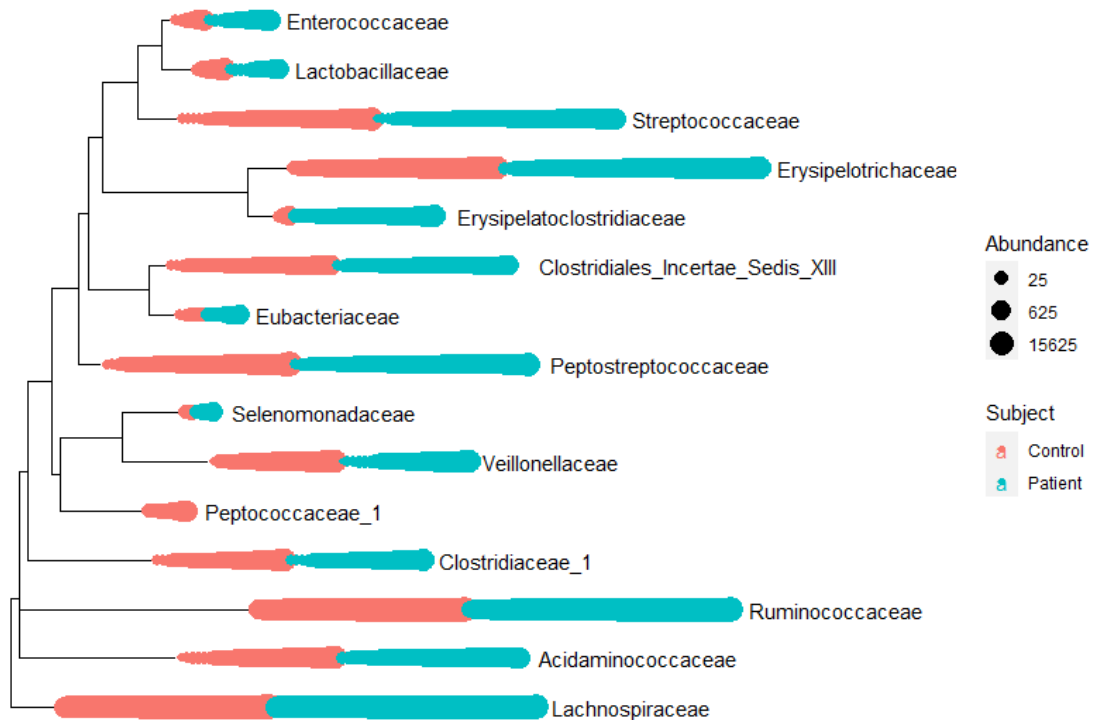 Enterococcaceae
Lactobacillaceae
Streptococcaceae
Erysipelotrichaceae
Erysipelatoclostridiaceae
Clostridiales_Incertae_Sedis_XIII
Eubacteriaceae
Peptostreptococcaceae
Selenomonadaceae
Veillonellaceae
Peptococcaceae_1
Clostridiaceae_1
Ruminococcaceae
Acidaminococcaceae
Lachnospiraceae
Abundance
25
625
15625
Subject
a Control
a Patient